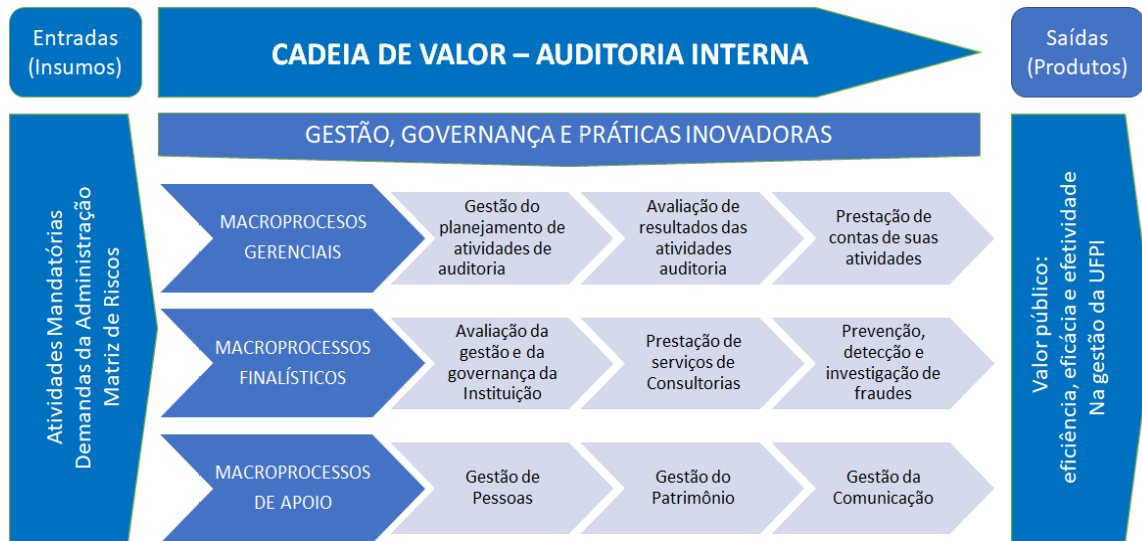 Entradas
(Insumos)
CADEIA DE VALOR – AUDITORIA INTERNA
Saídas
(Produtos)
GESTÃO, GOVERNANÇA E PRÁTICAS INOVADORAS
Atividades Mandatórias
Demandas da Administração
Matriz de Riscos
MACROPROCESOS
GERENCIAIS
Gestão do
planejamento de
atividades de
auditoria
Avaliação de
resultados das
atividades
auditoria
Prestação de
contas de suas
atividades
MACROPROCESSOS
FINALÍSTICOS
Avaliação da
gestão e da
governança da
Instituição
Prestação de
serviços de
Consultorias
Prevenção,
detecção e
investigação de
fraudes
MACROPROCESSOS
DE APOIO
Gestão de
Pessoas
Gestão do
Patrimônio
Gestão da
Comunicação
Valor público:
eficiência, eficácia e efetividade
Na gestão da UFPI